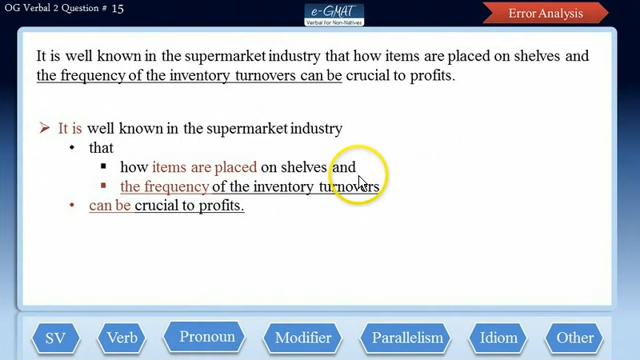 OG Verbal 2 Question # 15
e-GMAT
Verbal for Non-Natives
Error Analysis
It is well known in the supermarket industry that how items are placed on shelves and
the frequency of the inventory turnovers can be crucial to profits.
It is well known in the supermarket industry
that
how items are placed on shelves and
the frequency of the inventory turnovers
can be crucial to profits.
SV
Verb
Pronoun
Modifier
Parallelism
Idiom
Other